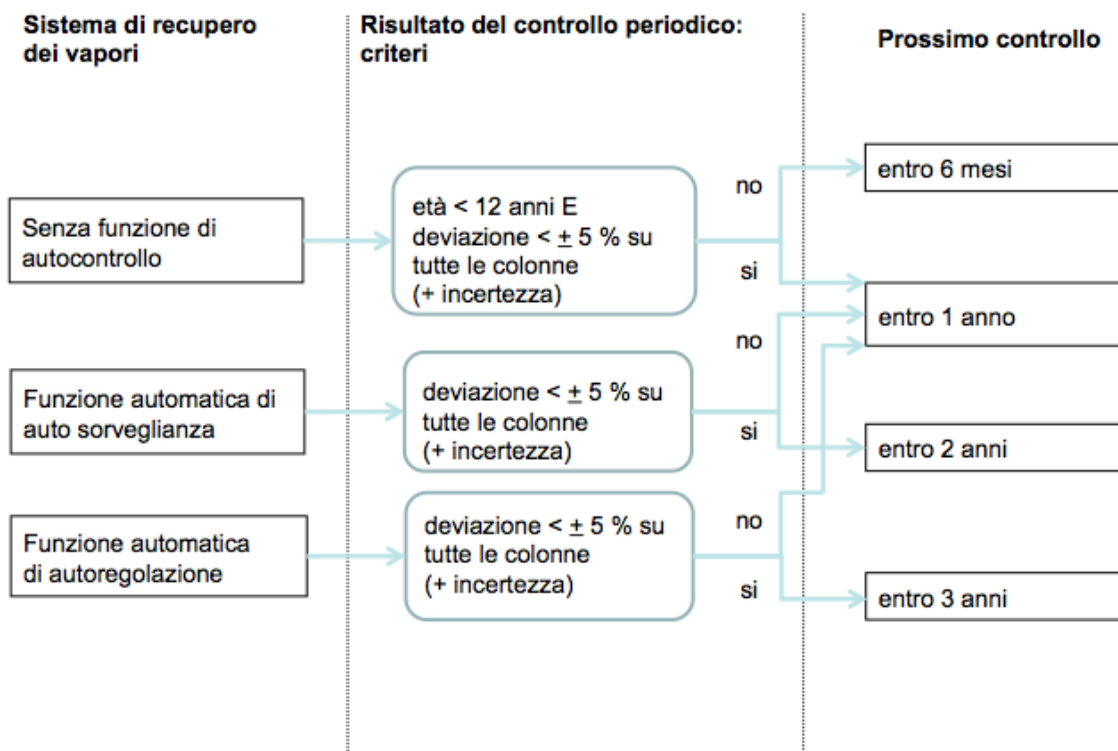 Sistema di recupero
dei vapori
Risultato del controllo periodico:
criteri
Prossimo controllo
Senza funzione di
autocontrollo
età < 12 anni E
deviazione < ± 5 % su
tutte le colonne
(+ incertezza)
no
si
entro 6 mesi
entro 1 anno
Funzione automatica di
auto sorveglianza
deviazione < ± 5 % su
tutte le colonne
(+ incertezza)
no
si
entro 2 anni
Funzione automatica
di autoregolazione
deviazione < ± 5 % su
tutte le colonne
(+ incertezza)
no
si
entro 3 anni